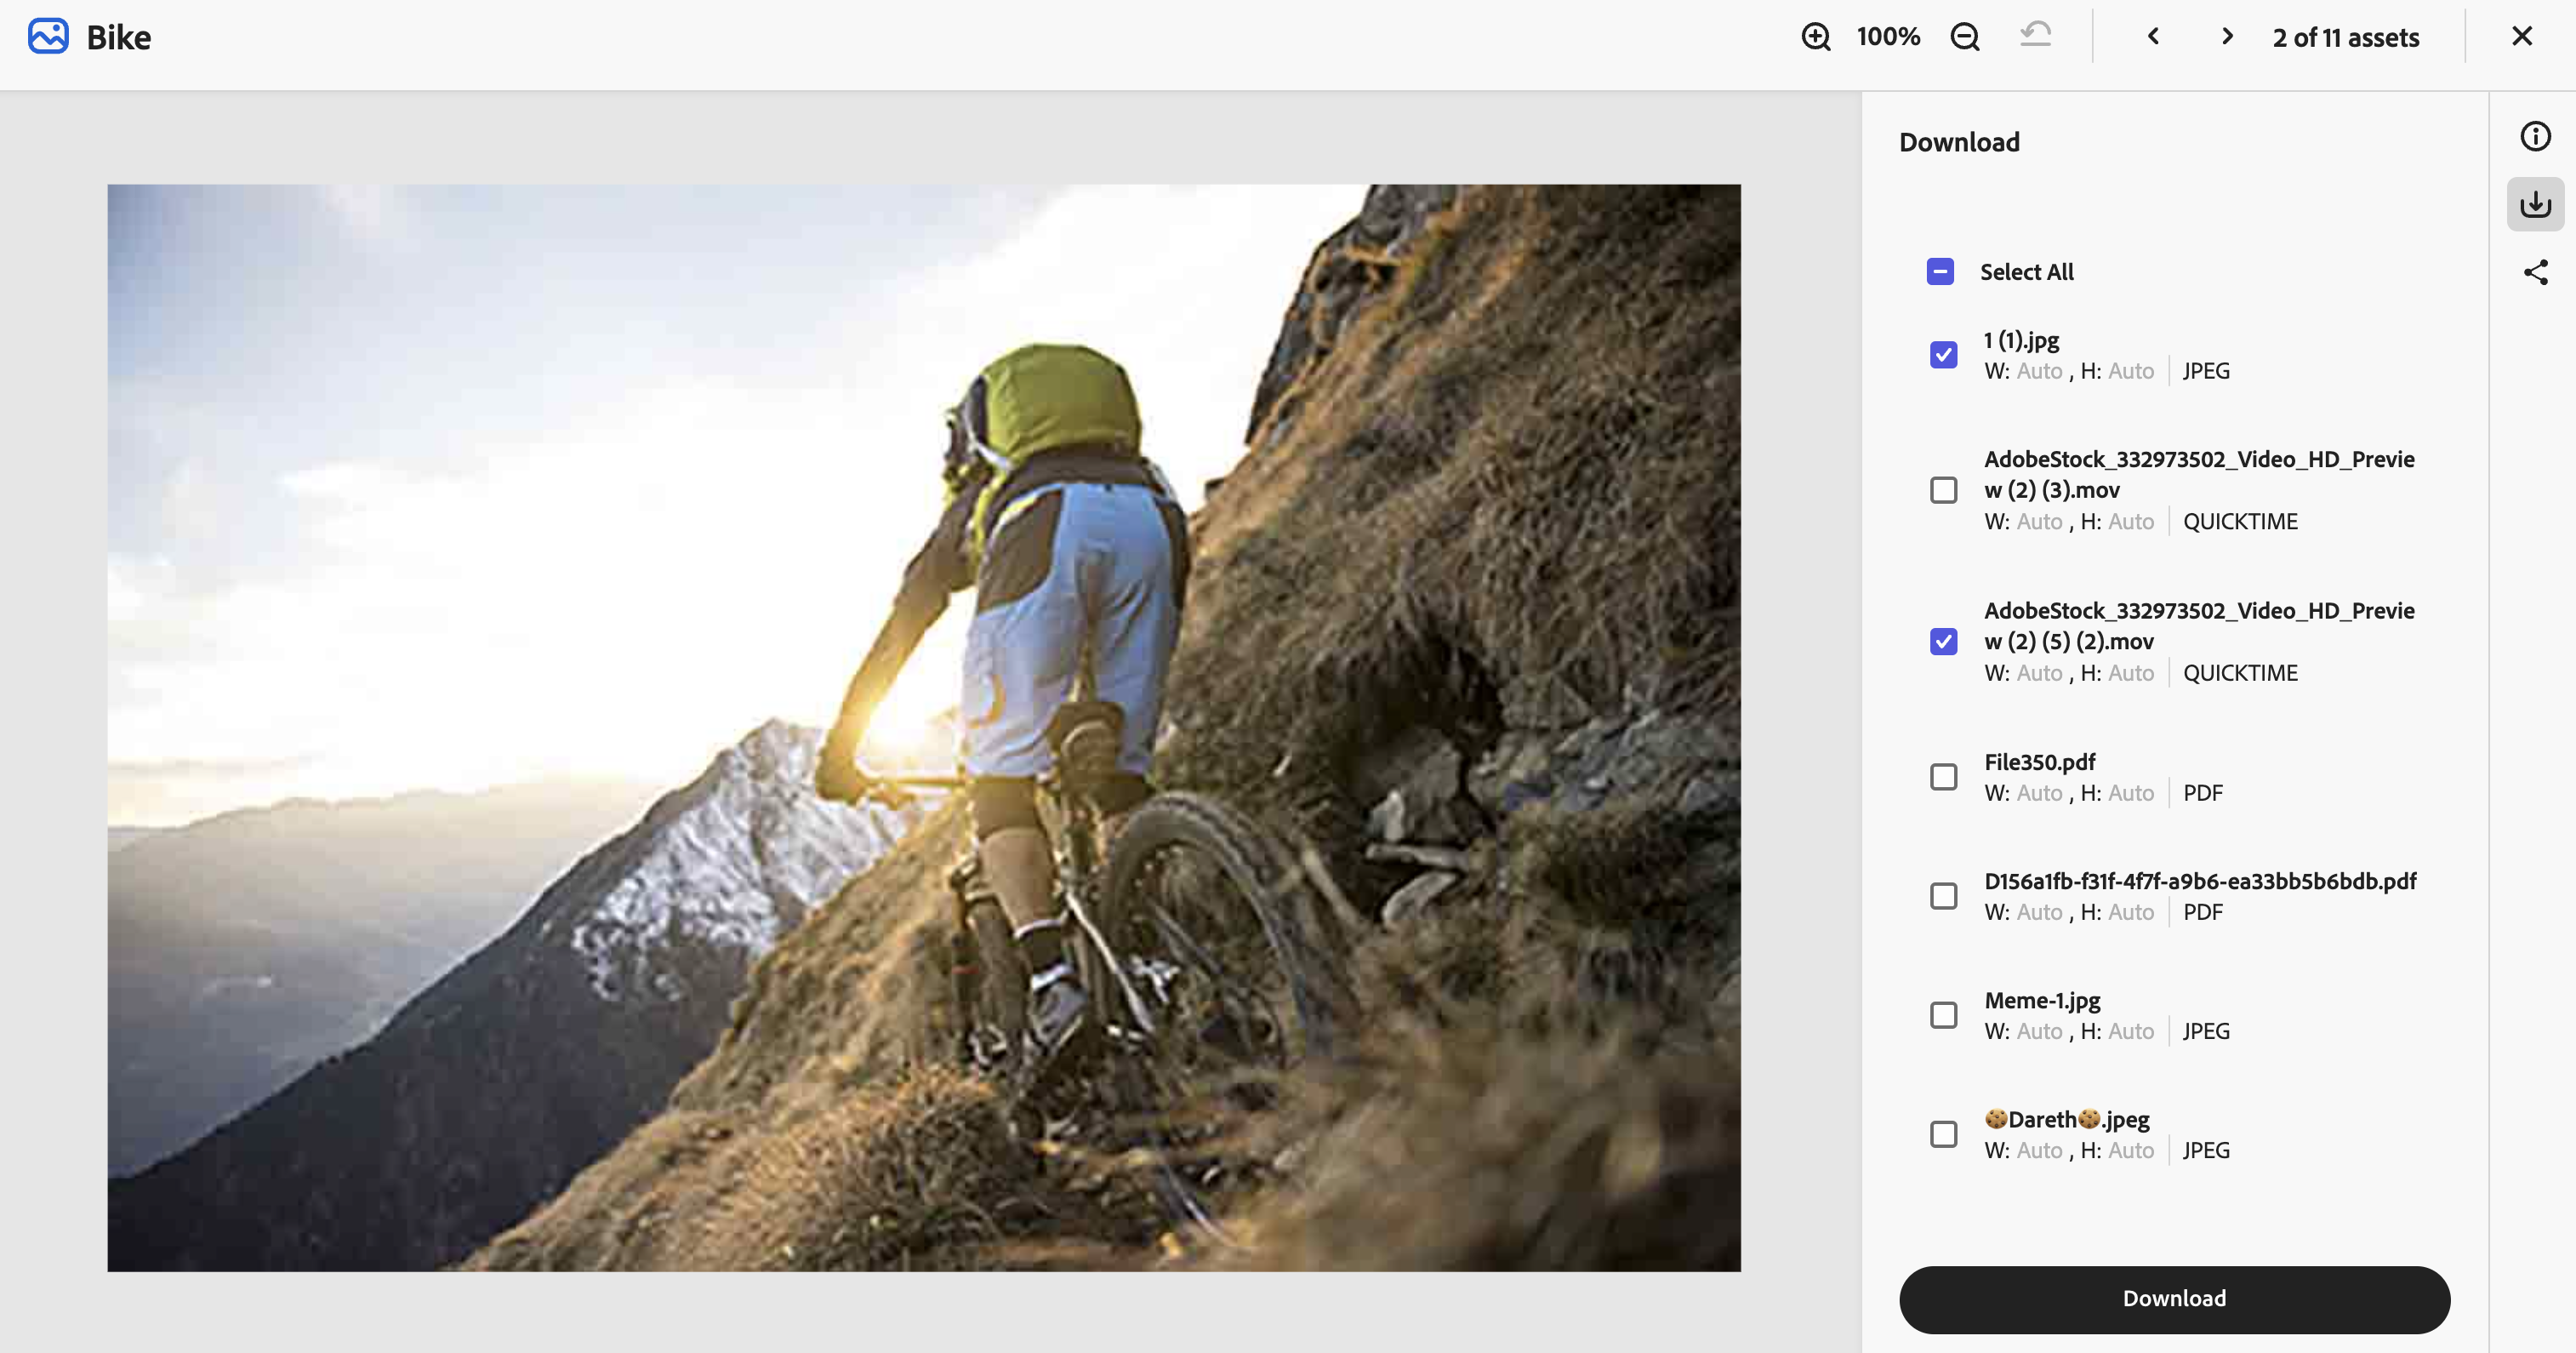 Bike
100%
2 of 11 assets
Download
Select All
1 (1).jpg
W: Auto , H: Auto JPEG
AdobeStock_332973502_Video_HD_Previe
w (2) (3).mov
W: Auto , H: Auto QUICKTIME
AdobeStock_332973502_Video_HD_Previe
w (2) (5) (2).mov
W: Auto , H: Auto QUICKTIME
File350.pdf
W: Auto , H: Auto PDF
D156a1fb-f31f-4f7f-a9b6-ea33bb5b6bdb.pdf
W: Auto , H: Auto PDF
Meme-1.jpg
W: Auto , H: Auto JPEG
🍪Dareth🍪.jpeg
W: Auto , H: Auto JPEG
Download